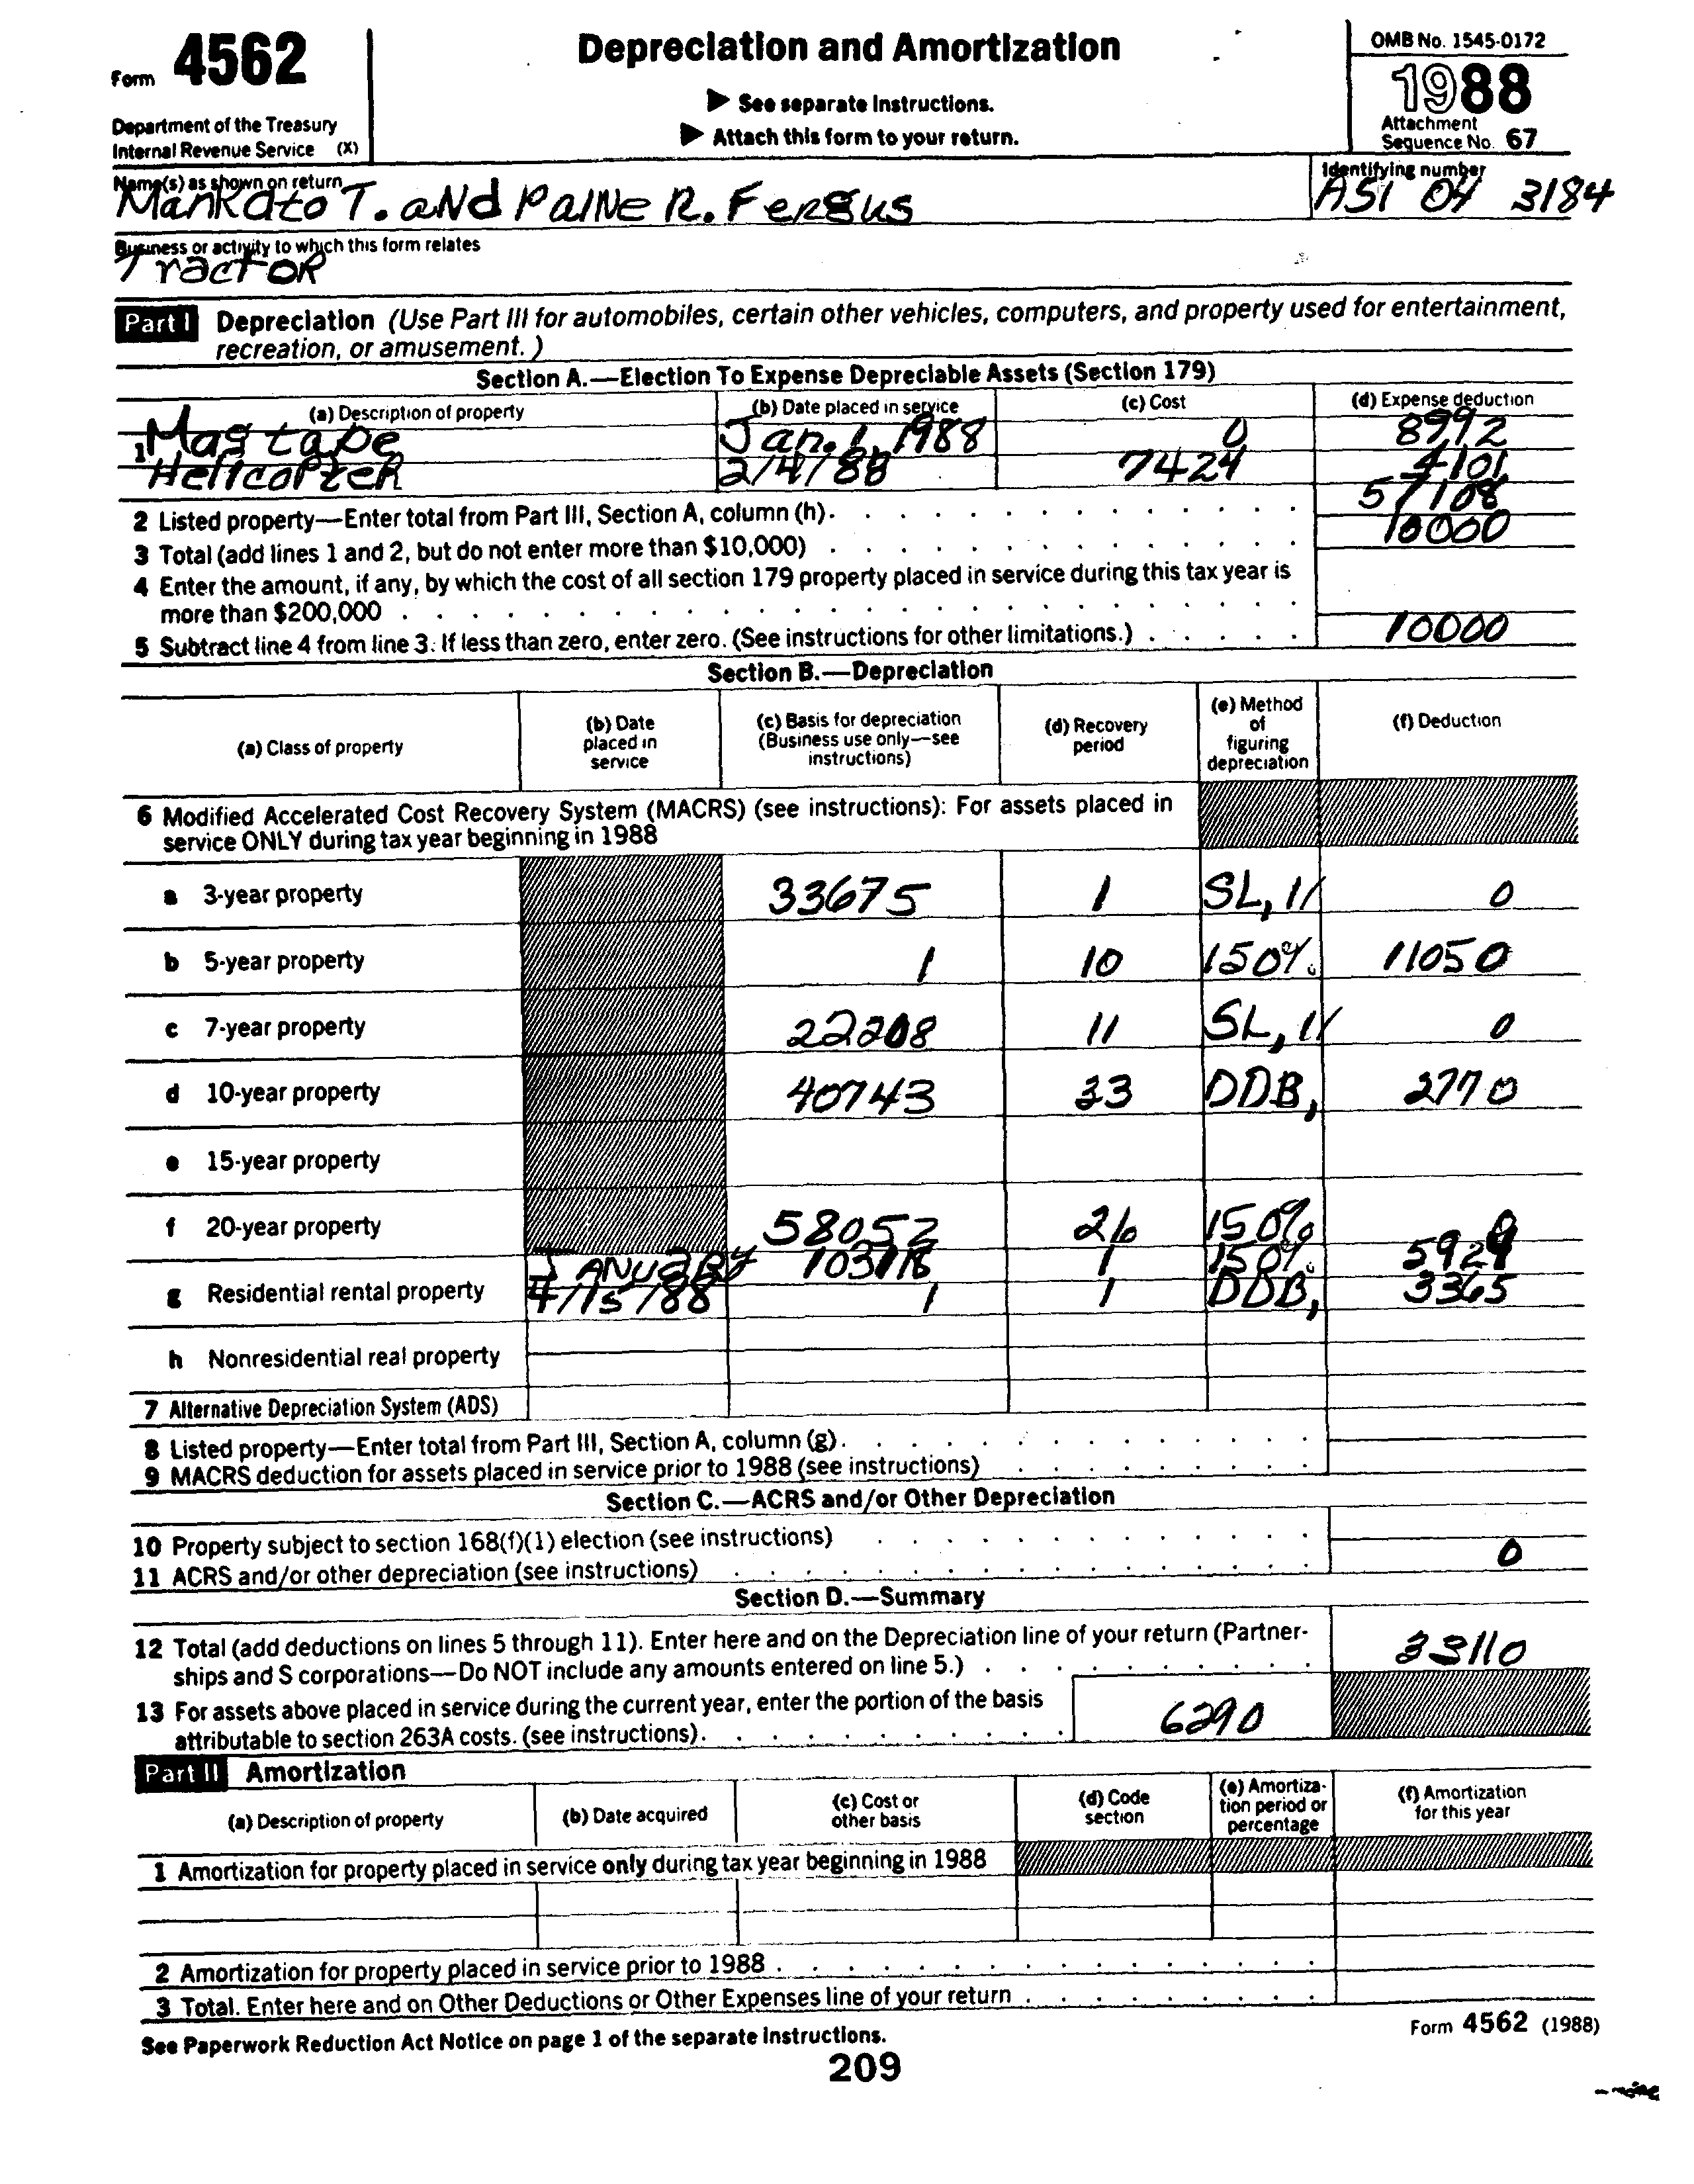 Form 4562
Department of the Treasury
Internal Revenue Service (X)
Depreciation and Amortization
▶ See separate Instructions.
▶ Attach this form to your return.
OMB No. 1545-0172
1988
Attachment
Sequence No. 67
Name(s) as shown on return
Mankato T. aNd PaINe R. Fergus
Identifying number
ASI 04 3184
Business or activity to which this form relates
TractoR
Part I Depreciation (Use Part III for automobiles, certain other vehicles, computers, and property used for entertainment,
recreation, or amusement.)
Section A.—Election To Expense Depreciable Assets (Section 179)
(a) Description of property (b) Date placed in service (c) Cost (d) Expense deduction
1 Mag tape Jan. 1, 1988 0 8992
Helicopter 2/4/88 7424 4101
2 Listed property—Enter total from Part III, Section A, column (h). 57108
3 Total (add lines 1 and 2, but do not enter more than $10,000) 10000
4 Enter the amount, if any, by which the cost of all section 179 property placed in service during this tax year is
more than $200,000
5 Subtract line 4 from line 3. If less than zero, enter zero. (See instructions for other limitations.) 10000
Section B.—Depreciation
(a) Class of property (b) Date placed in service (c) Basis for depreciation (Business use only—see instructions) (d) Recovery period (e) Method of figuring depreciation (f) Deduction
6 Modified Accelerated Cost Recovery System (MACRS) (see instructions): For assets placed in
service ONLY during tax year beginning in 1988
a 3-year property 33675 1 SL, 11 0
b 5-year property 1 10 150% 11050
c 7-year property 22208 11 SL, 11 0
d 10-year property 40743 33 DDB, 2770
e 15-year property
f 20-year property 58052 26 150% 0
JANUaRy 103718 1 150% 5929
g Residential rental property 4/15/88 1 1 DDB, 3365
h Nonresidential real property
7 Alternative Depreciation System (ADS)
8 Listed property—Enter total from Part III, Section A, column (g).
9 MACRS deduction for assets placed in service prior to 1988 (see instructions)
Section C.—ACRS and/or Other Depreciation
10 Property subject to section 168(f)(1) election (see instructions)
11 ACRS and/or other depreciation (see instructions) 0
Section D.—Summary
12 Total (add deductions on lines 5 through 11). Enter here and on the Depreciation line of your return (Partner-
ships and S corporations—Do NOT include any amounts entered on line 5.) 33110
13 For assets above placed in service during the current year, enter the portion of the basis
attributable to section 263A costs. (see instructions). 6290
Part II Amortization
(a) Description of property (b) Date acquired (c) Cost or other basis (d) Code section (e) Amortiza- tion period or percentage (f) Amortization for this year
1 Amortization for property placed in service only during tax year beginning in 1988
2 Amortization for property placed in service prior to 1988
3 Total. Enter here and on Other Deductions or Other Expenses line of your return
See Paperwork Reduction Act Notice on page 1 of the separate Instructions.
Form 4562 (1988)
209